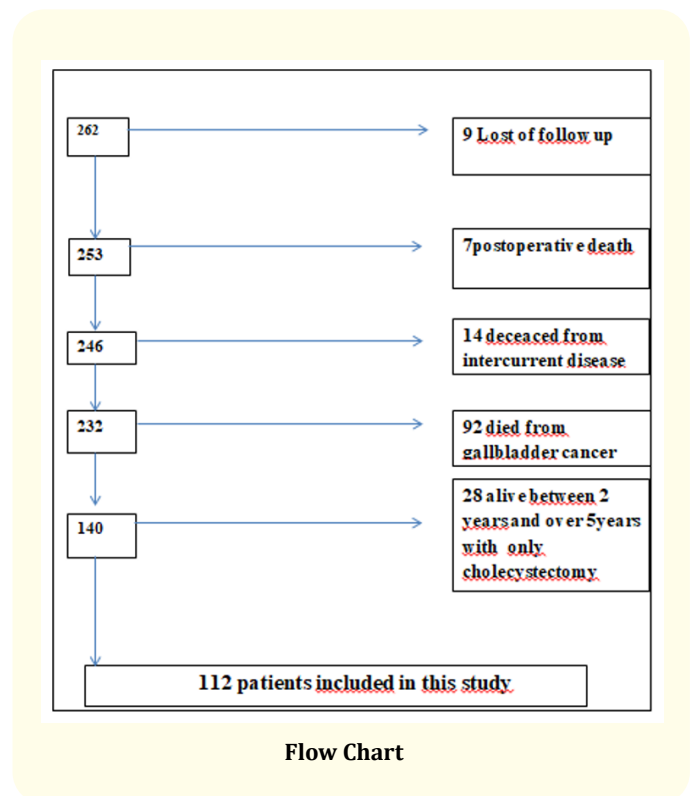 262
9 Lost of follow up
253
7postoperative death
246
14 deceaced from
intercurrent disease
232
92 died from
gallbladder cancer
140
28 alive between 2
years and over 5years
with only
cholecystectomy
112 patients included in this study
Flow Chart